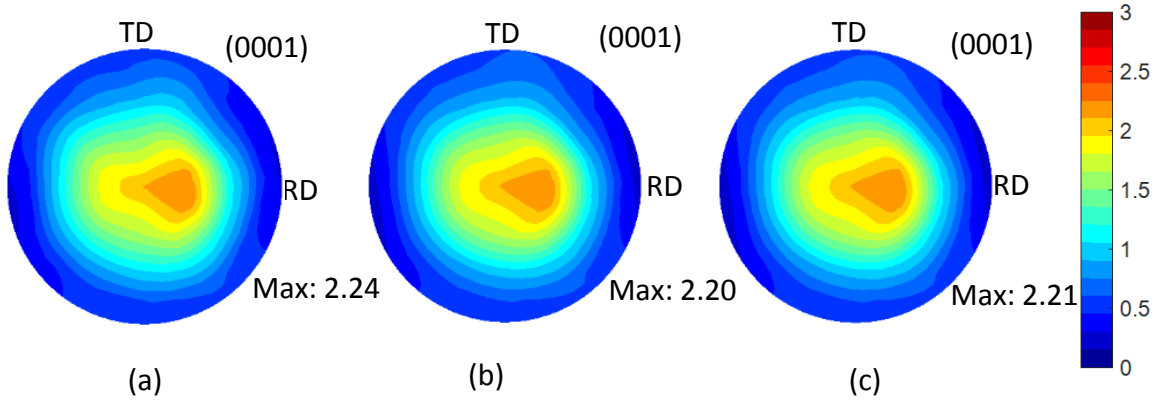 TD
(0001)
RD
Max: 2.24
(a)
TD
(0001)
RD
Max: 2.20
(b)
TD
(0001)
RD
Max: 2.21
(c)
3
2.5
2
1.5
1
0.5
0